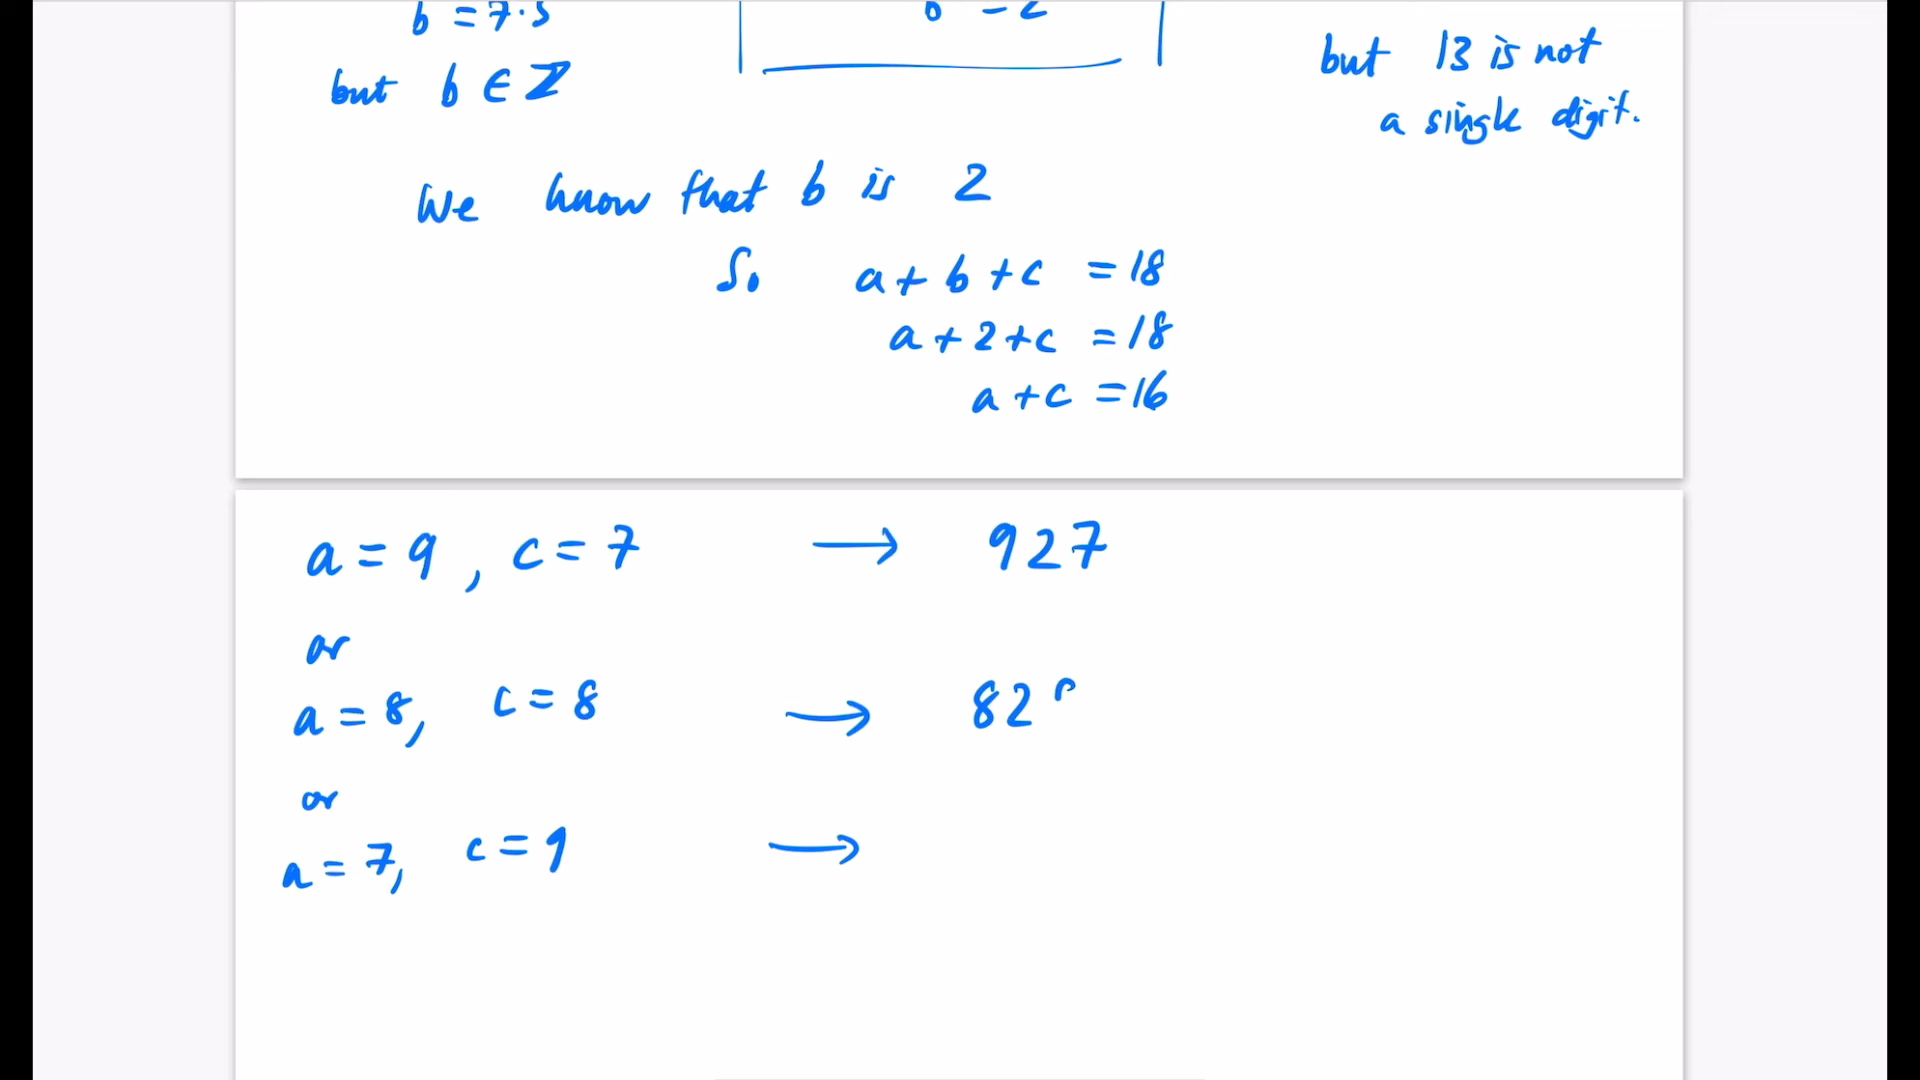 b = 7.5
but b ∈ ℤ
b = 2
but 13 is not
a single digit.
We know that b is 2
So a + b + c = 18
a + 2 + c = 18
a + c = 16
a = 9 , c = 7 → 927
or
a = 8, c = 8 → 82
or
a = 7, c = 9 →